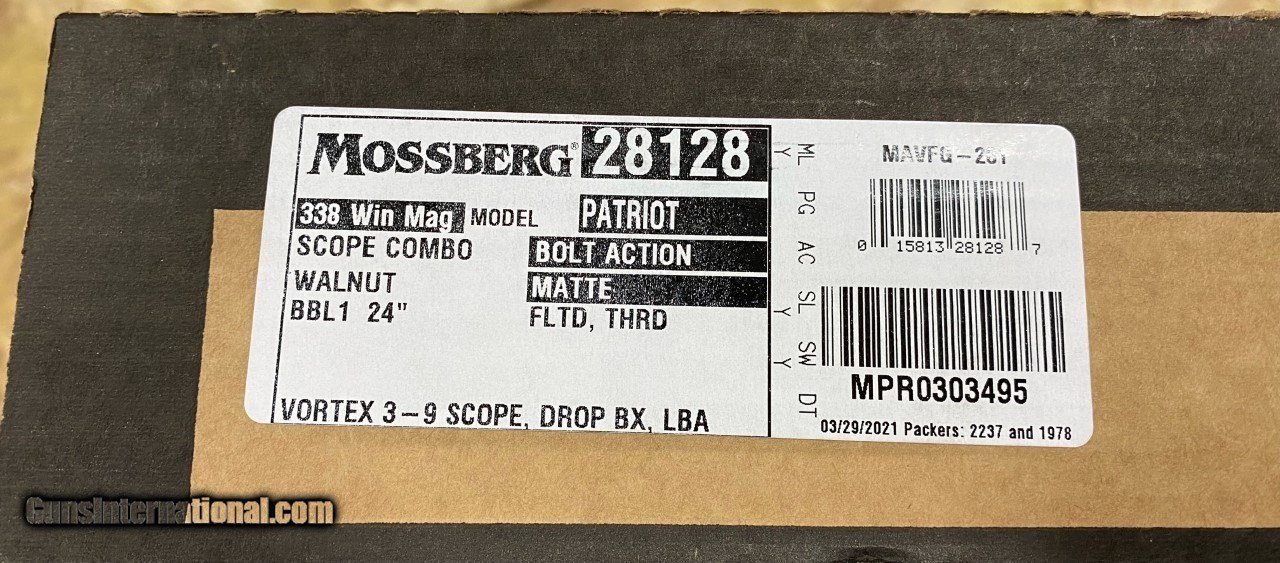 MOSSBERG® 28128
338 Win Mag MODEL PATRIOT
SCOPE COMBO BOLT ACTION
WALNUT MATTE
BBL1 24" FLTD, THRD
VORTEX 3-9 SCOPE, DROP BX, LBA
ML PG AC SL SW DT
Y Y Y
MAVFG-281
0 15813 28128 7
MPR0303495
03/29/2021 Packers: 2237 and 1978
GunsInternational.com